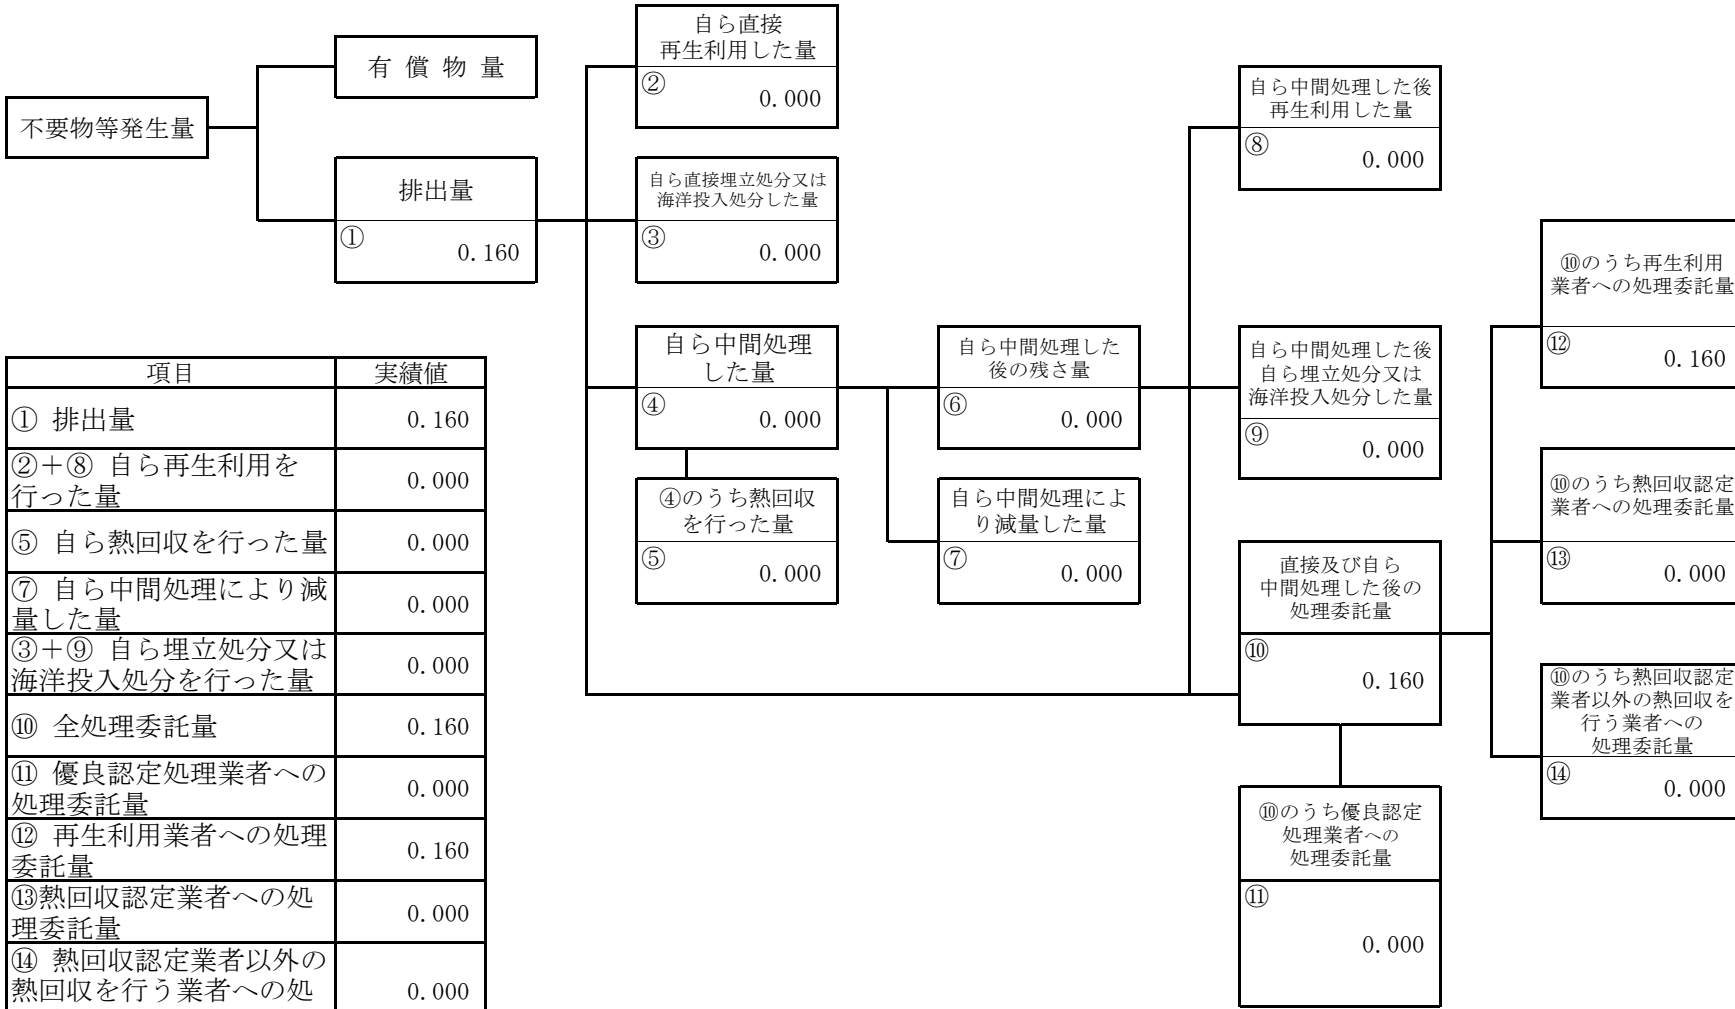 不要物等発生量
有 償 物 量
排出量
①
0.160
自ら直接
再生利用した量
②
0.000
自ら直接埋立処分又は
海洋投入処分した量
③
0.000
自ら中間処理
した量
④
0.000
④のうち熱回収
を行った量
⑤
0.000
自ら中間処理した
後の残さ量
⑥
0.000
自ら中間処理によ
り減量した量
⑦
0.000
自ら中間処理した後
再生利用した量
⑧
0.000
自ら中間処理した後
自ら埋立処分又は
海洋投入処分した量
⑨
0.000
直接及び自ら
中間処理した後の
処理委託量
⑩
0.160
⑩のうち優良認定
処理業者への
処理委託量
⑪
0.000
⑩のうち再生利用
業者への処理委託量
⑫
0.160
⑩のうち熱回収認定
業者への処理委託量
⑬
0.000
⑩のうち熱回収認定
業者以外の熱回収を
行う業者への
処理委託量
⑭
0.000
項目 実績値
① 排出量 0.160
②+⑧ 自ら再生利用を
行った量 0.000
⑤ 自ら熱回収を行った量 0.000
⑦ 自ら中間処理により減
量した量 0.000
③+⑨ 自ら埋立処分又は
海洋投入処分を行った量 0.000
⑩ 全処理委託量 0.160
⑪ 優良認定処理業者への
処理委託量 0.000
⑫ 再生利用業者への処理
委託量 0.160
⑬熱回収認定業者への処
理委託量 0.000
⑭ 熱回収認定業者以外の
熱回収を行う業者への処 0.000